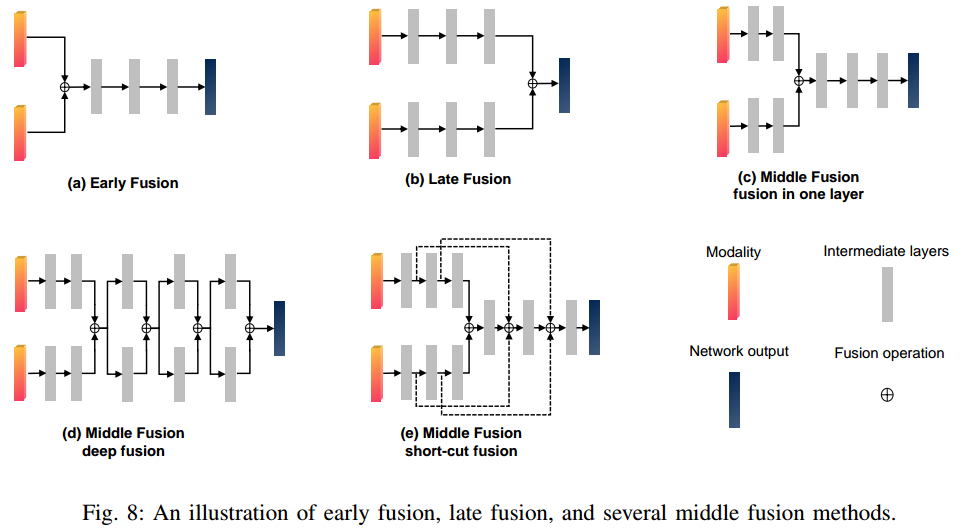 (a) Early Fusion
(b) Late Fusion
(c) Middle Fusion
fusion in one layer
(d) Middle Fusion
deep fusion
(e) Middle Fusion
short-cut fusion
Modality
Intermediate layers
Network output
Fusion operation
Fig. 8: An illustration of early fusion, late fusion, and several middle fusion methods.